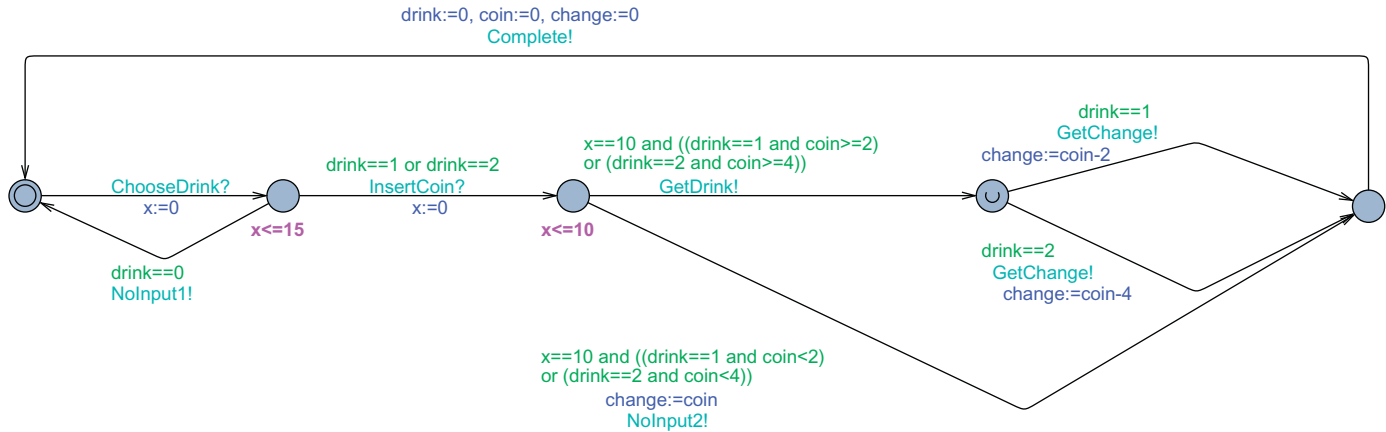 drink:=0, coin:=0, change:=0
Complete!
ChooseDrink?
x:=0
x<=15
drink==0
NoInput1!
drink==1 or drink==2
InsertCoin?
x:=0
x<=10
x==10 and ((drink==1 and coin>=2)
or (drink==2 and coin>=4))
GetDrink!
drink==1
GetChange!
change:=coin-2
drink==2
GetChange!
change:=coin-4
x==10 and ((drink==1 and coin<2)
or (drink==2 and coin<4))
change:=coin
NoInput2!